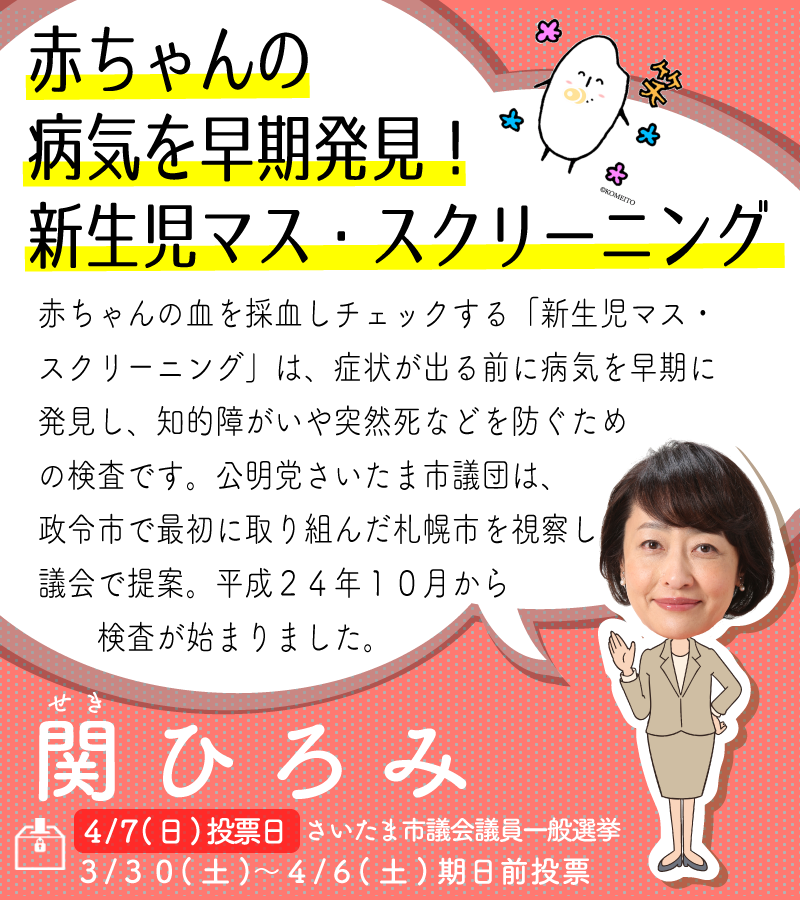 赤ちゃんの
病気を早期発見！
新生児マス・スクリーニング
©KOMEITO
赤ちゃんの血を採血しチェックする「新生児マス・
スクリーニング」は、症状が出る前に病気を早期に
発見し、知的障がいや突然死などを防ぐため
の検査です。公明党さいたま市議団は、
政令市で最初に取り組んだ札幌市を視察し
議会で提案。平成２４年１０月から
検査が始まりました。
せき
関ひろみ
4/7(日)投票日 さいたま市議会議員一般選挙
３/３０(土)～４/６(土)期日前投票